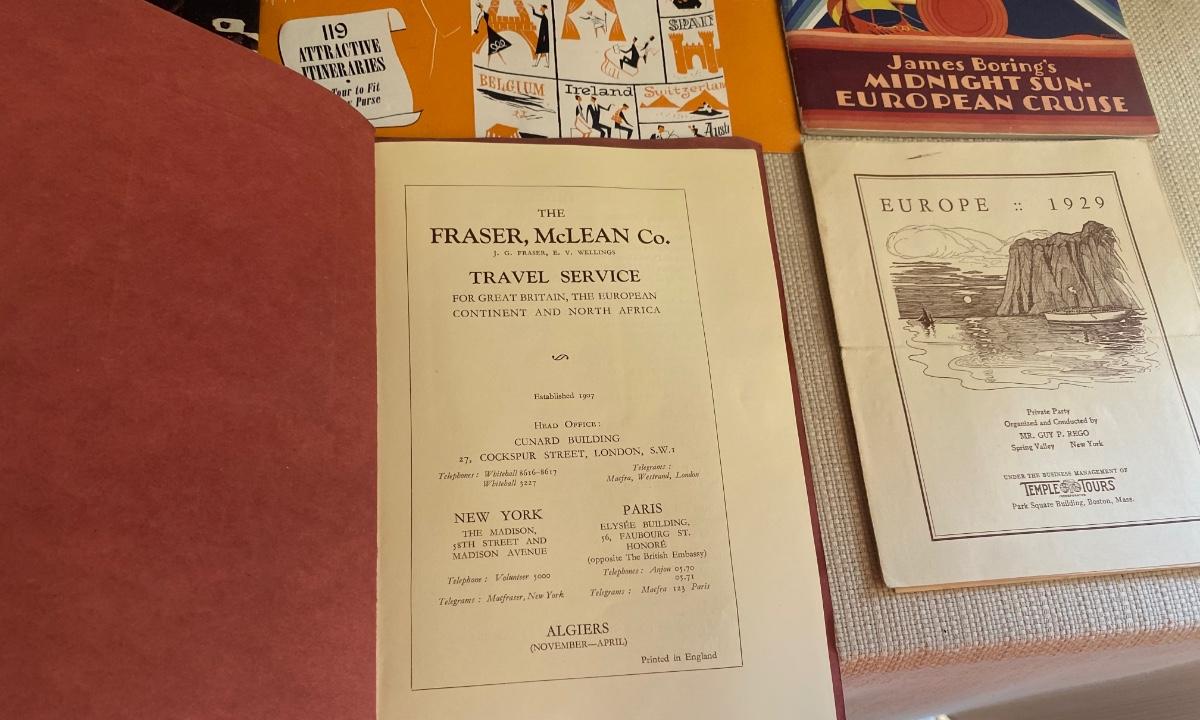 119
ATTRACTIVE
ITINERARIES
Tour to Fit
Purse
BELGIUM
Ireland
SPAIN
Switzerlan
Aust
James Boring's
MIDNIGHT SUN-
EUROPEAN CRUISE
THE
FRASER, McLEAN Co.
J. G. FRASER, E. V. WELLINGS
TRAVEL SERVICE
FOR GREAT BRITAIN, THE EUROPEAN
CONTINENT AND NORTH AFRICA
Established 1907
HEAD OFFICE:
CUNARD BUILDING
27, COCKSPUR STREET, LONDON, S.W.1
Telephones: Whitehall 8616-8617
Whitehall 3227
Telegrams:
Macfra, Westrand, London
NEW YORK
THE MADISON,
58TH STREET AND
MADISON AVENUE
Telephone: Volunteer 5000
Telegrams: Macfraser, New York
PARIS
ELYSÉE BUILDING,
56, FAUBOURG ST.
HONORÉ
(opposite The British Embassy)
Telephones: Anjou 05.70
05.71
Telegrams: Macfra 123 Paris
ALGIERS
(NOVEMBER—APRIL)
Printed in England
EUROPE :: 1929
Private Party
Organized and Conducted by
MR. GUY P. REGO
Spring Valley New York
UNDER THE BUSINESS MANAGEMENT OF
TEMPLE TOURS
Park Square Building, Boston, Mass.